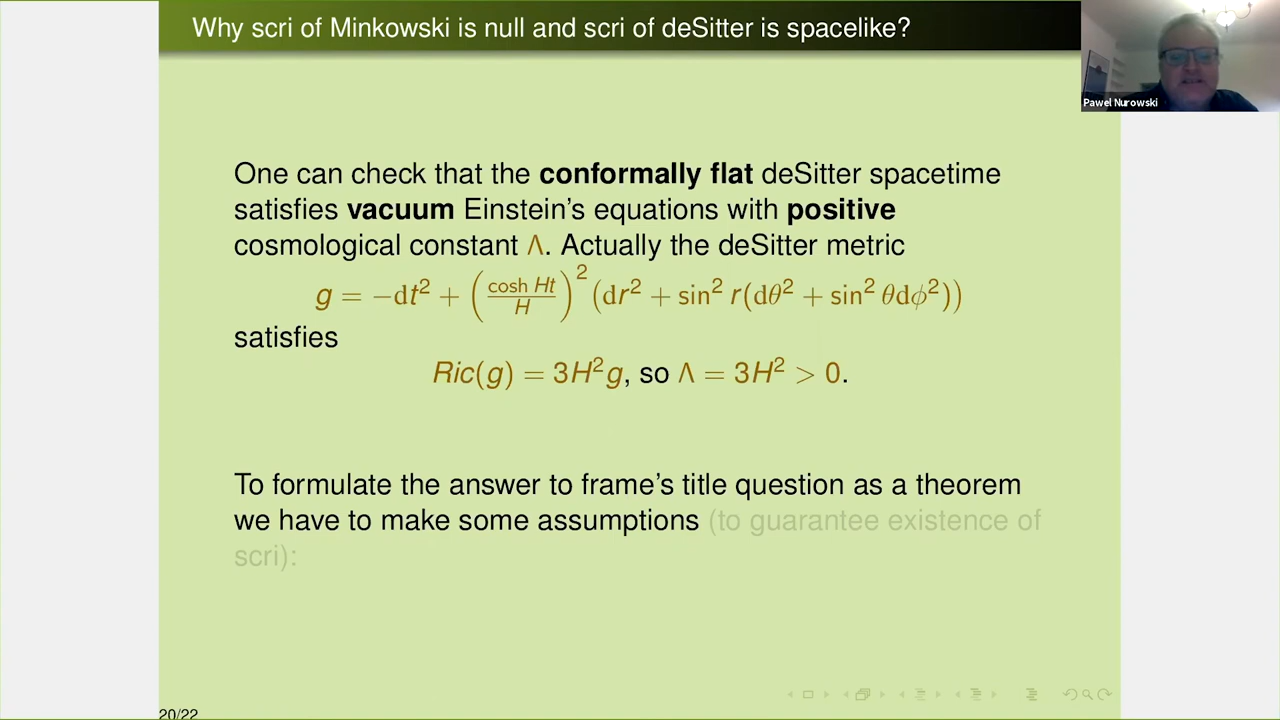 Why scri of Minkowski is null and scri of deSitter is spacelike?
Pawel Nurowski
One can check that the conformally flat deSitter spacetime
satisfies vacuum Einstein's equations with positive
cosmological constant Λ. Actually the deSitter metric
g = −dt² + (cosh Ht / H)² (dr² + sin² r(dθ² + sin² θdϕ²))
satisfies
Ric(g) = 3H²g, so Λ = 3H² > 0.
To formulate the answer to frame's title question as a theorem
we have to make some assumptions (to guarantee existence of
scri):
20/22